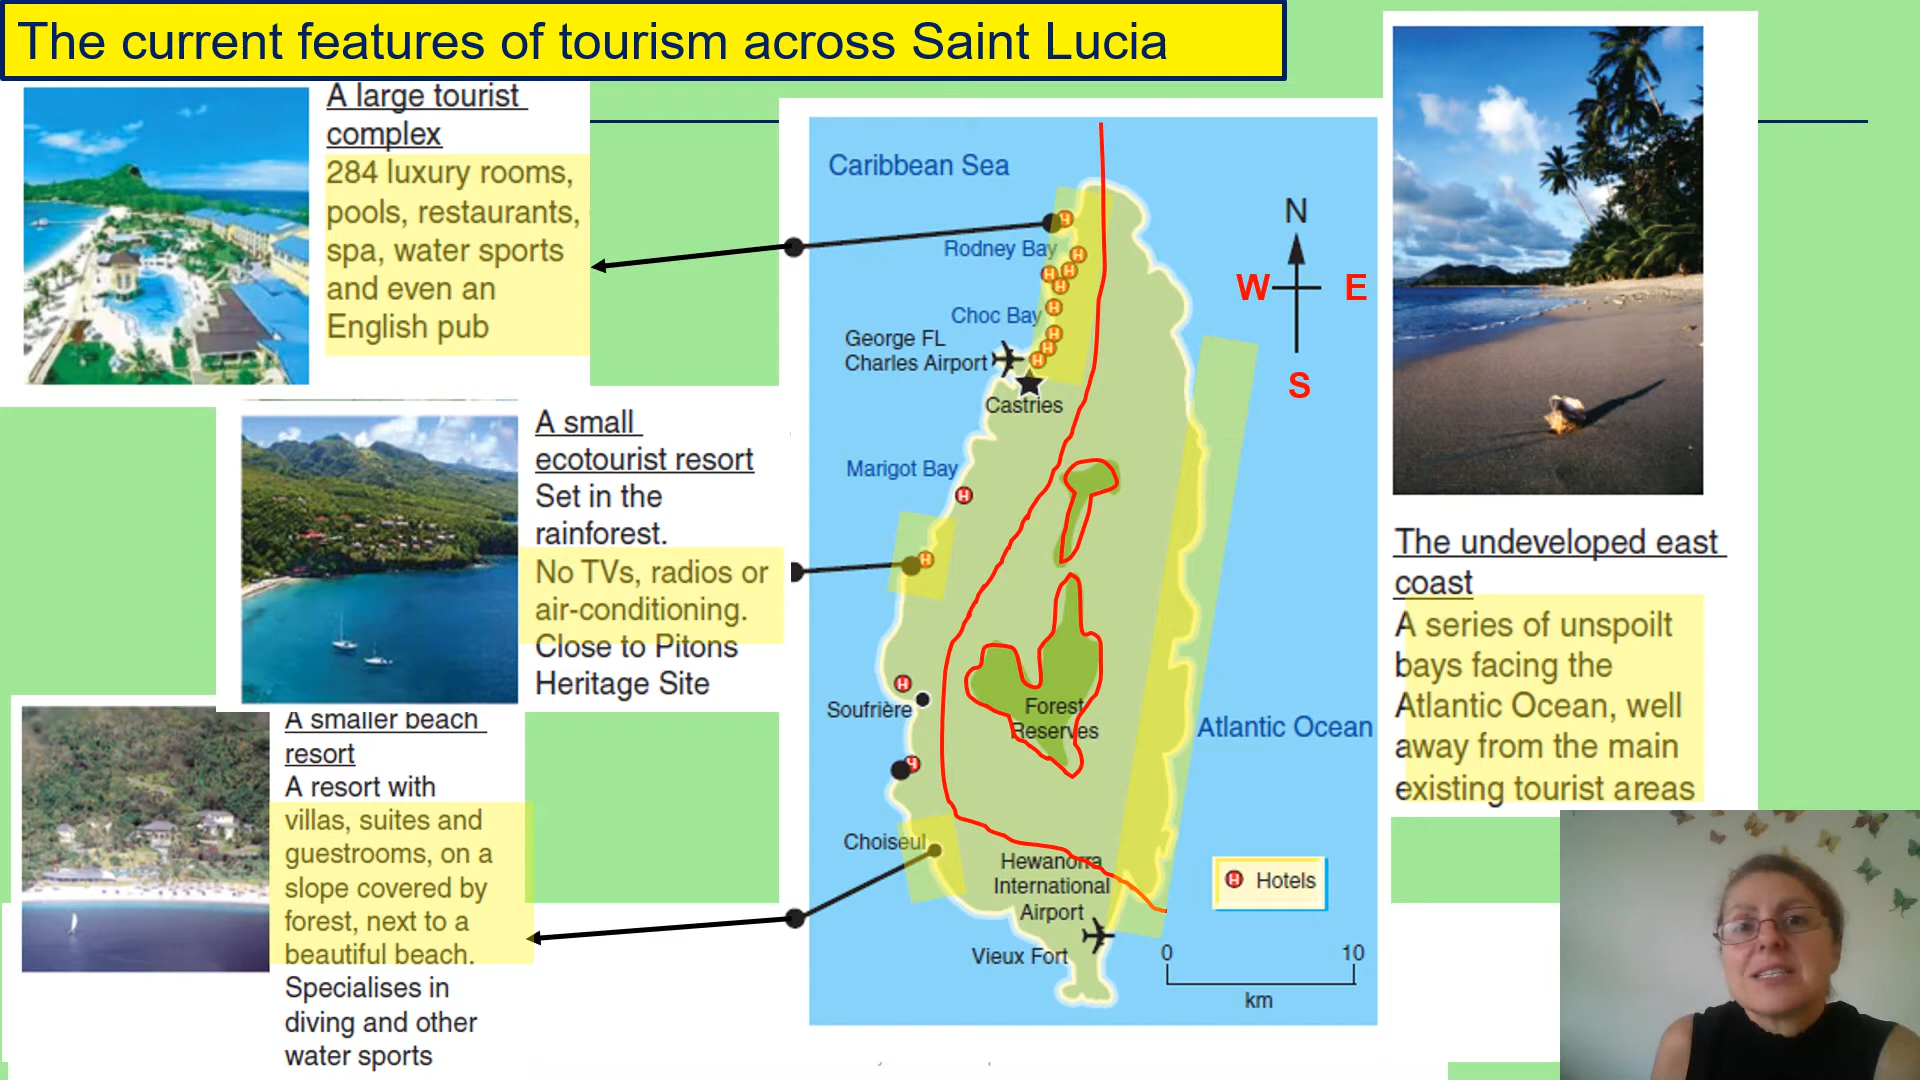 The current features of tourism across Saint Lucia
A large tourist
complex
284 luxury rooms,
pools, restaurants,
spa, water sports
and even an
English pub
A small
ecotourist resort
Set in the
rainforest.
No TVs, radios or
air-conditioning.
Close to Pitons
Heritage Site
A smaller beach
resort
A resort with
villas, suites and
guestrooms, on a
slope covered by
forest, next to a
beautiful beach.
Specialises in
diving and other
water sports
Caribbean Sea
H
Rodney Bay
H
H
H
H
Choc Bay
H
H
H
H
George FL
Charles Airport
Castries
Marigot Bay
H
H
H
Soufrière
H
Forest
Reserves
Choiseul
Hewanorra
International
Airport
Vieux Fort
Atlantic Ocean
N
W
E
S
H Hotels
0 10
km
The undeveloped east
coast
A series of unspoilt
bays facing the
Atlantic Ocean, well
away from the main
existing tourist areas